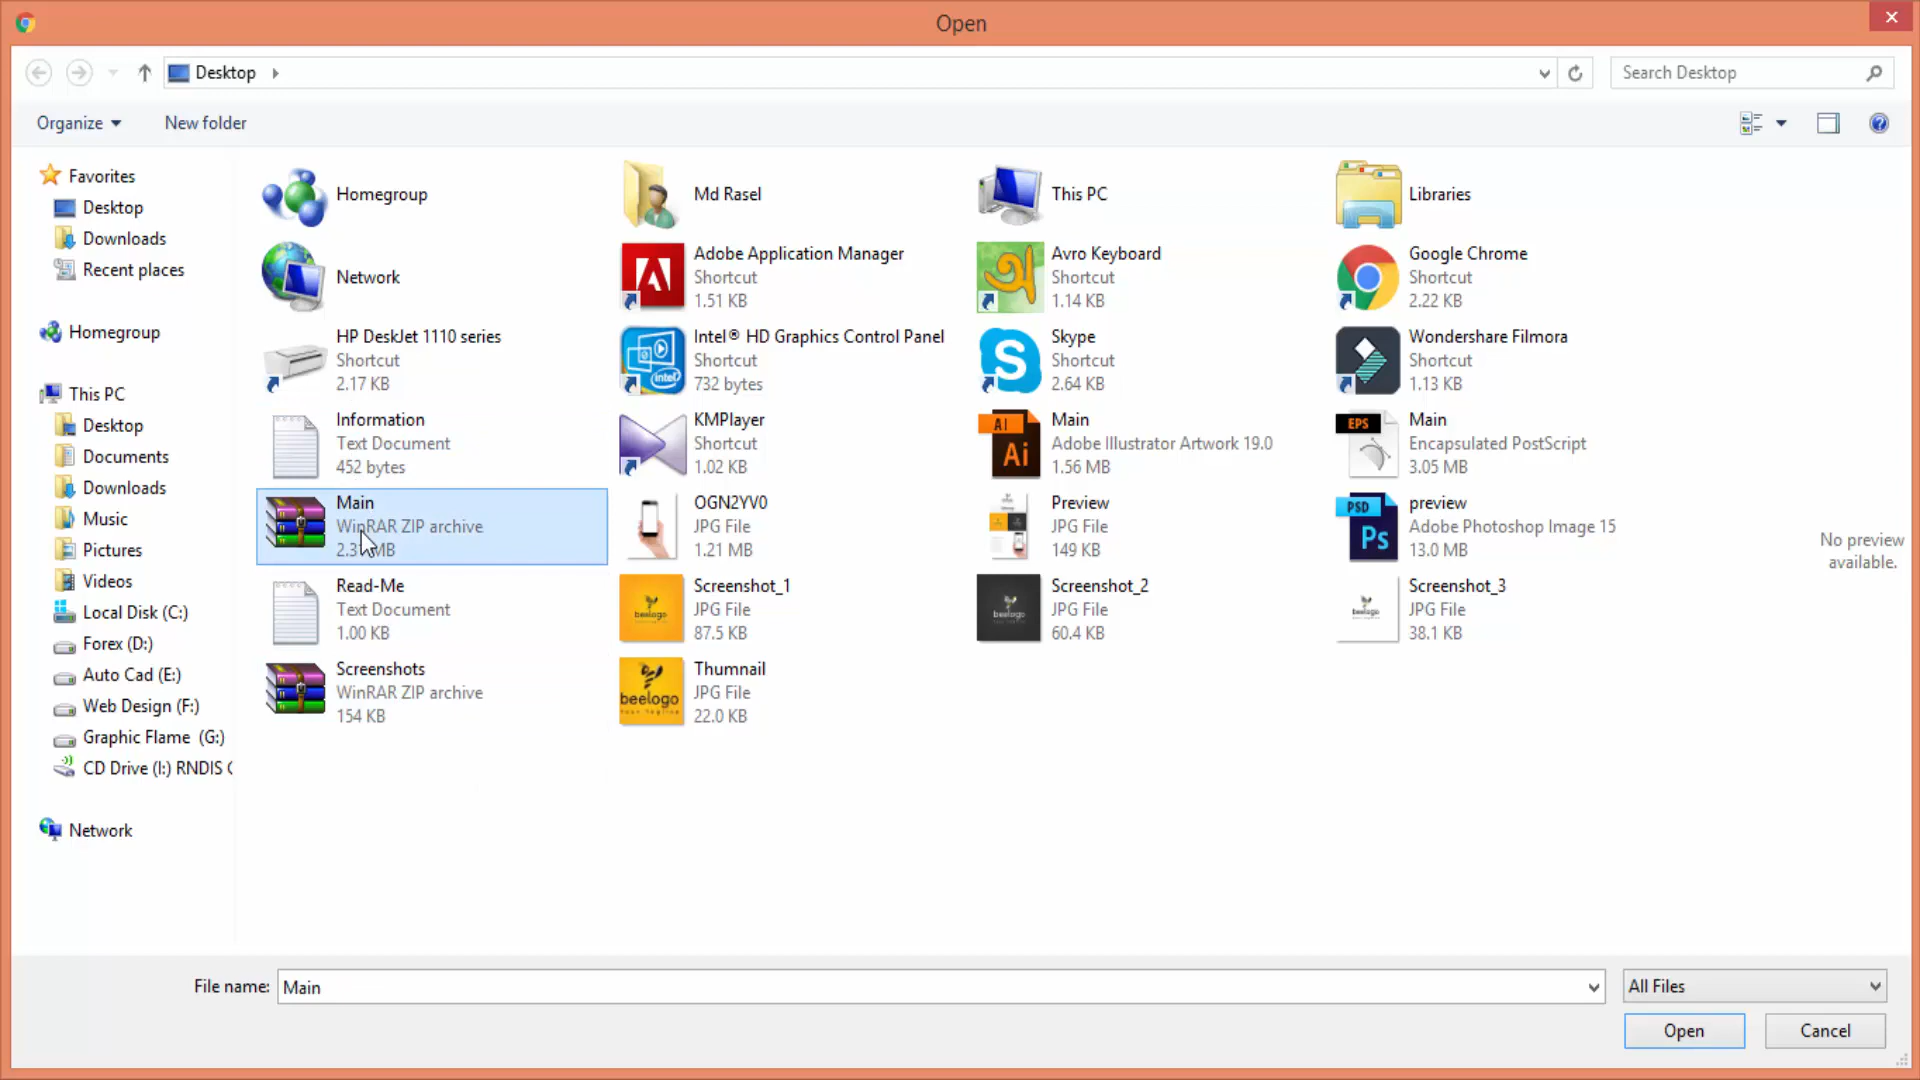 Open
Desktop
Search Desktop
Organize
New folder
Favorites
Desktop
Downloads
Recent places
Homegroup
This PC
Desktop
Documents
Downloads
Music
Pictures
Videos
Local Disk (C:)
Forex (D:)
Auto Cad (E:)
Web Design (F:)
Graphic Flame (G:)
CD Drive (I:) RNDIS
Network
Homegroup
Md Rasel
This PC
Libraries
Network
Adobe Application Manager
Shortcut
1.51 KB
Avro Keyboard
Shortcut
1.14 KB
Google Chrome
Shortcut
2.22 KB
HP DeskJet 1110 series
Shortcut
2.17 KB
intel
Intel® HD Graphics Control Panel
Shortcut
732 bytes
Skype
Shortcut
2.64 KB
Wondershare Filmora
Shortcut
1.13 KB
Information
Text Document
452 bytes
KMPlayer
Shortcut
1.02 KB
AI
Ai
Main
Adobe Illustrator Artwork 19.0
1.56 MB
EPS
Main
Encapsulated PostScript
3.05 MB
Main
WinRAR ZIP archive
MB
OGN2YV0
JPG File
1.21 MB
Preview
JPG File
149 KB
PSD
Ps
preview
Adobe Photoshop Image 15
13.0 MB
Read-Me
Text Document
1.00 KB
beelogo
Screenshot_1
JPG File
87.5 KB
beelogo
Screenshot_2
JPG File
60.4 KB
beelogo
Screenshot_3
JPG File
38.1 KB
Screenshots
WinRAR ZIP archive
154 KB
beelogo
Thumnail
JPG File
22.0 KB
No preview
available.
File name:
Main
All Files
Open
Cancel